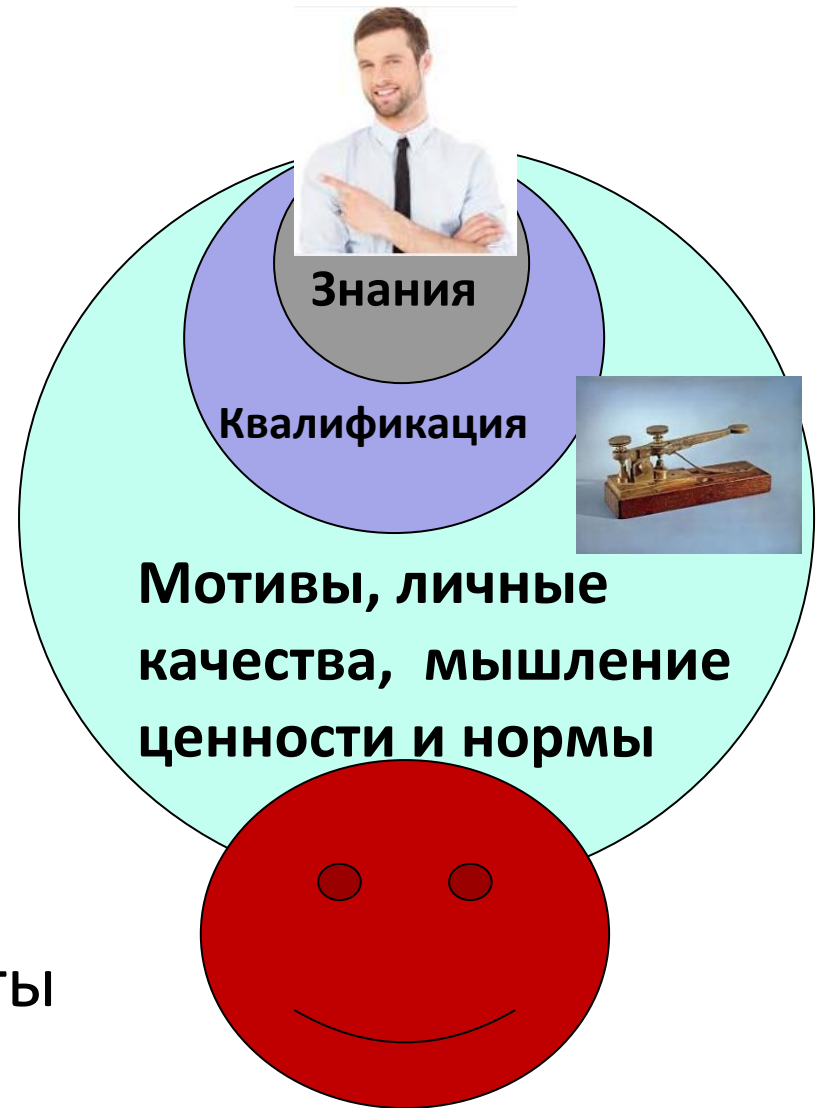 Знания
Квалификация
Мотивы, личные
качества, мышление
ценности и нормы
ты